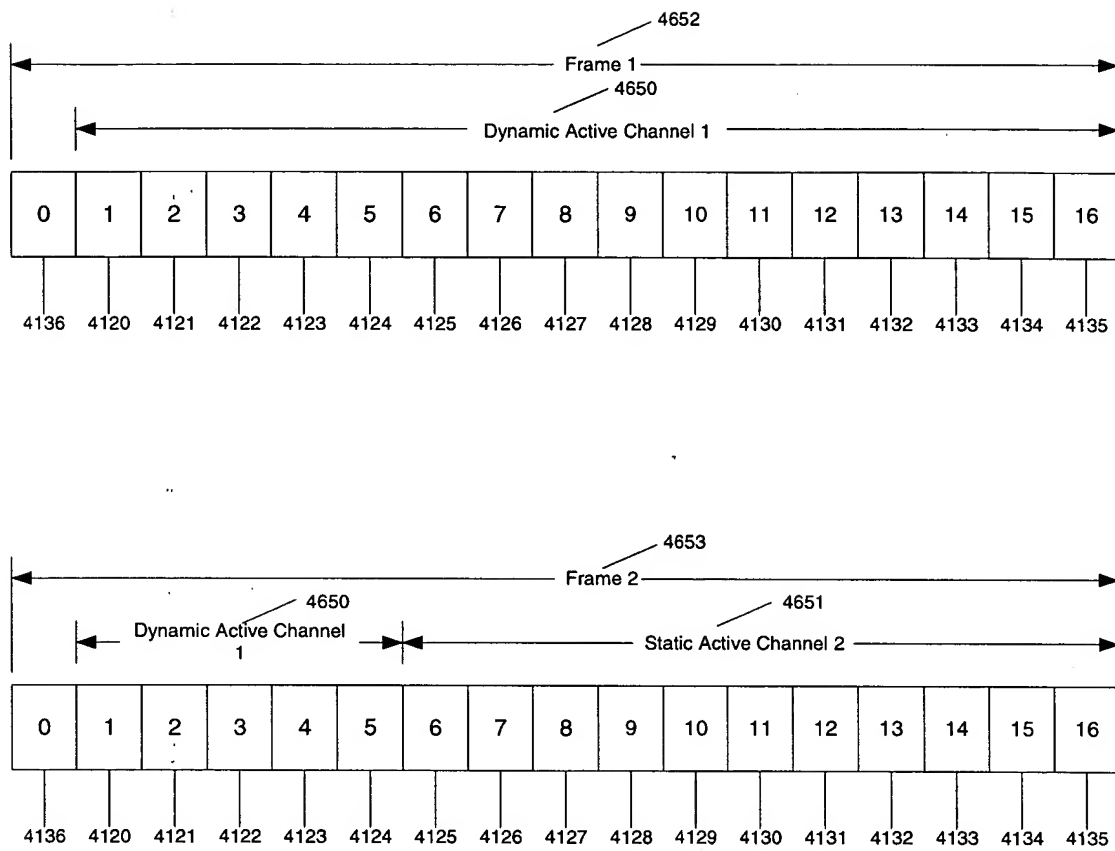 4652
Frame 1
4650
Dynamic Active Channel 1
0 1 2 3 4 5 6 7 8 9 10 11 12 13 14 15 16
4136 4120 4121 4122 4123 4124 4125 4126 4127 4128 4129 4130 4131 4132 4133 4134 4135
4653
Frame 2
4650
4651
Dynamic Active Channel
1
Static Active Channel 2
0 1 2 3 4 5 6 7 8 9 10 11 12 13 14 15 16
4136 4120 4121 4122 4123 4124 4125 4126 4127 4128 4129 4130 4131 4132 4133 4134 4135